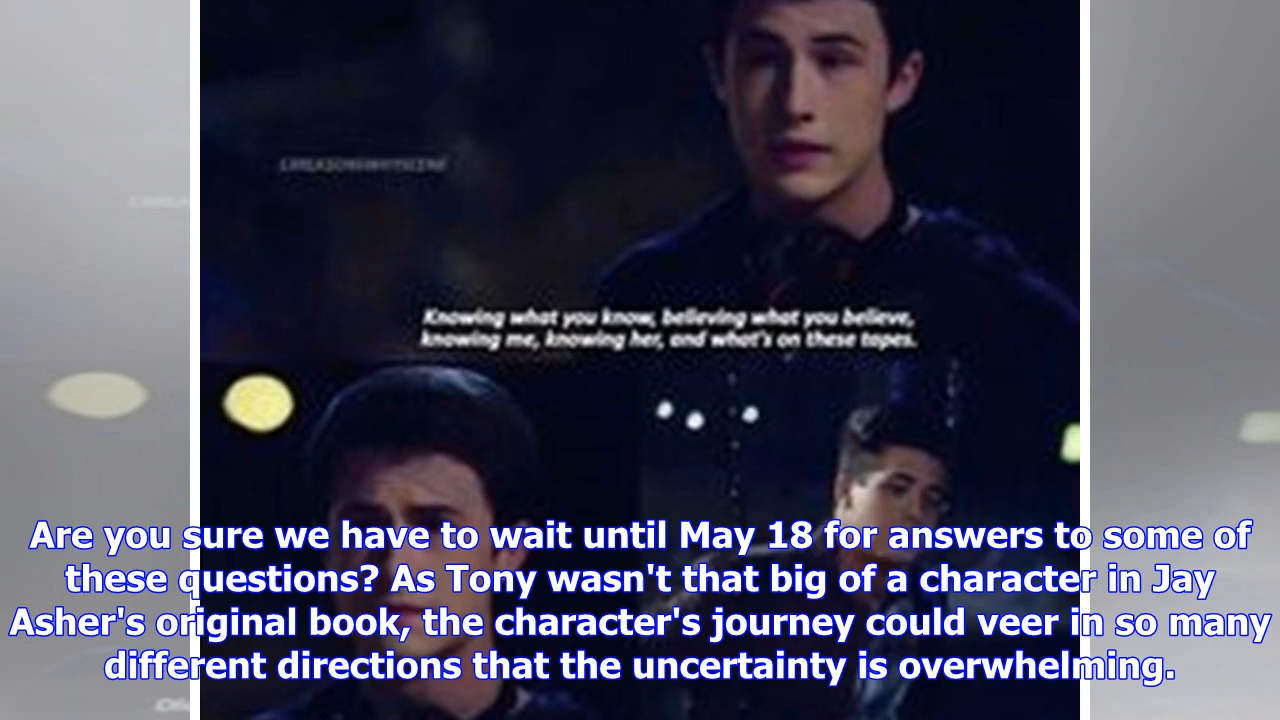 Knowing what you know, believing what you believe,
knowing me, knowing her, and what's on these tapes.
Are you sure we have to wait until May 18 for answers to some of
these questions? As Tony wasn't that big of a character in Jay
Asher's original book, the character's journey could veer in so many
different directions that the uncertainty is overwhelming.